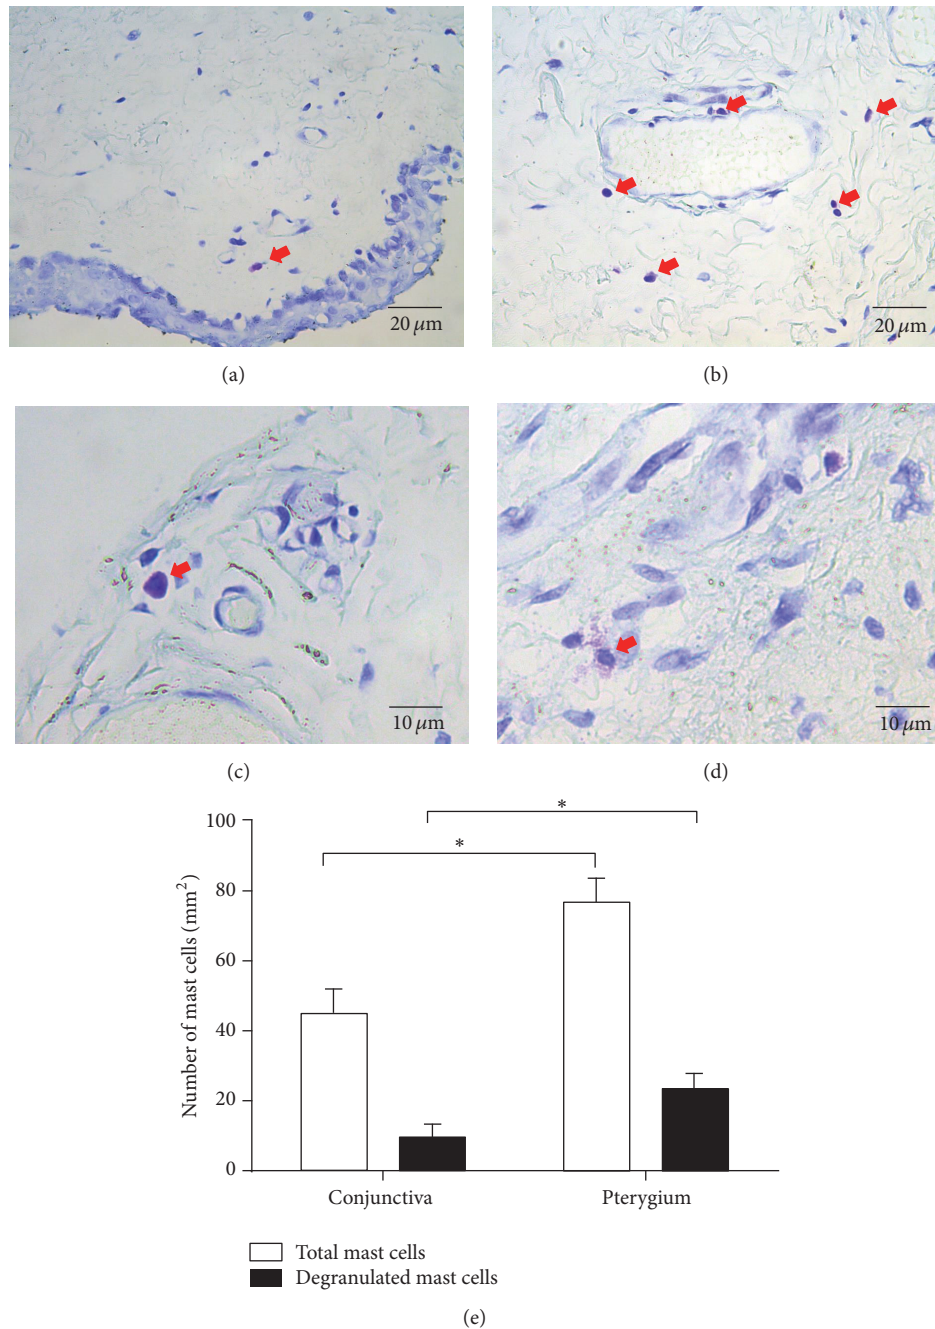 20 μm
20 μm
(a)
(b)
10 μm
10 μm
(c)
(d)
*
*
Number of mast cells (mm²)
100
80
60
40
20
0
Conjunctiva
Pterygium
Total mast cells
Degranulated mast cells
(e)